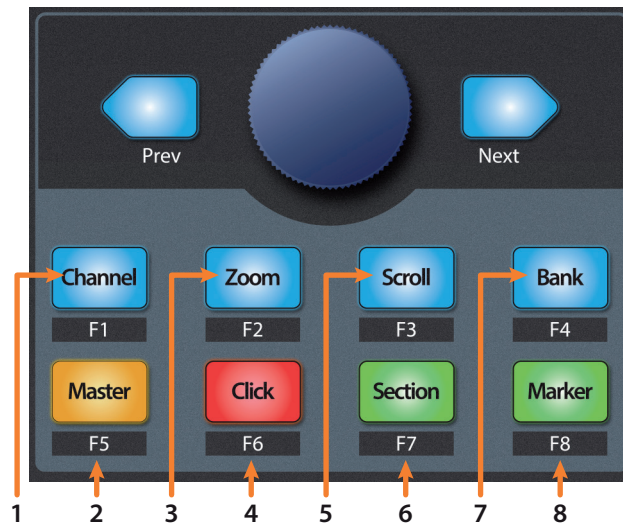 Prev Next
Channel Zoom Scroll Bank
F1 F2 F3 F4
Master Click Section Marker
F5 F6 F7 F8
1 2 3 4 5 6 7 8